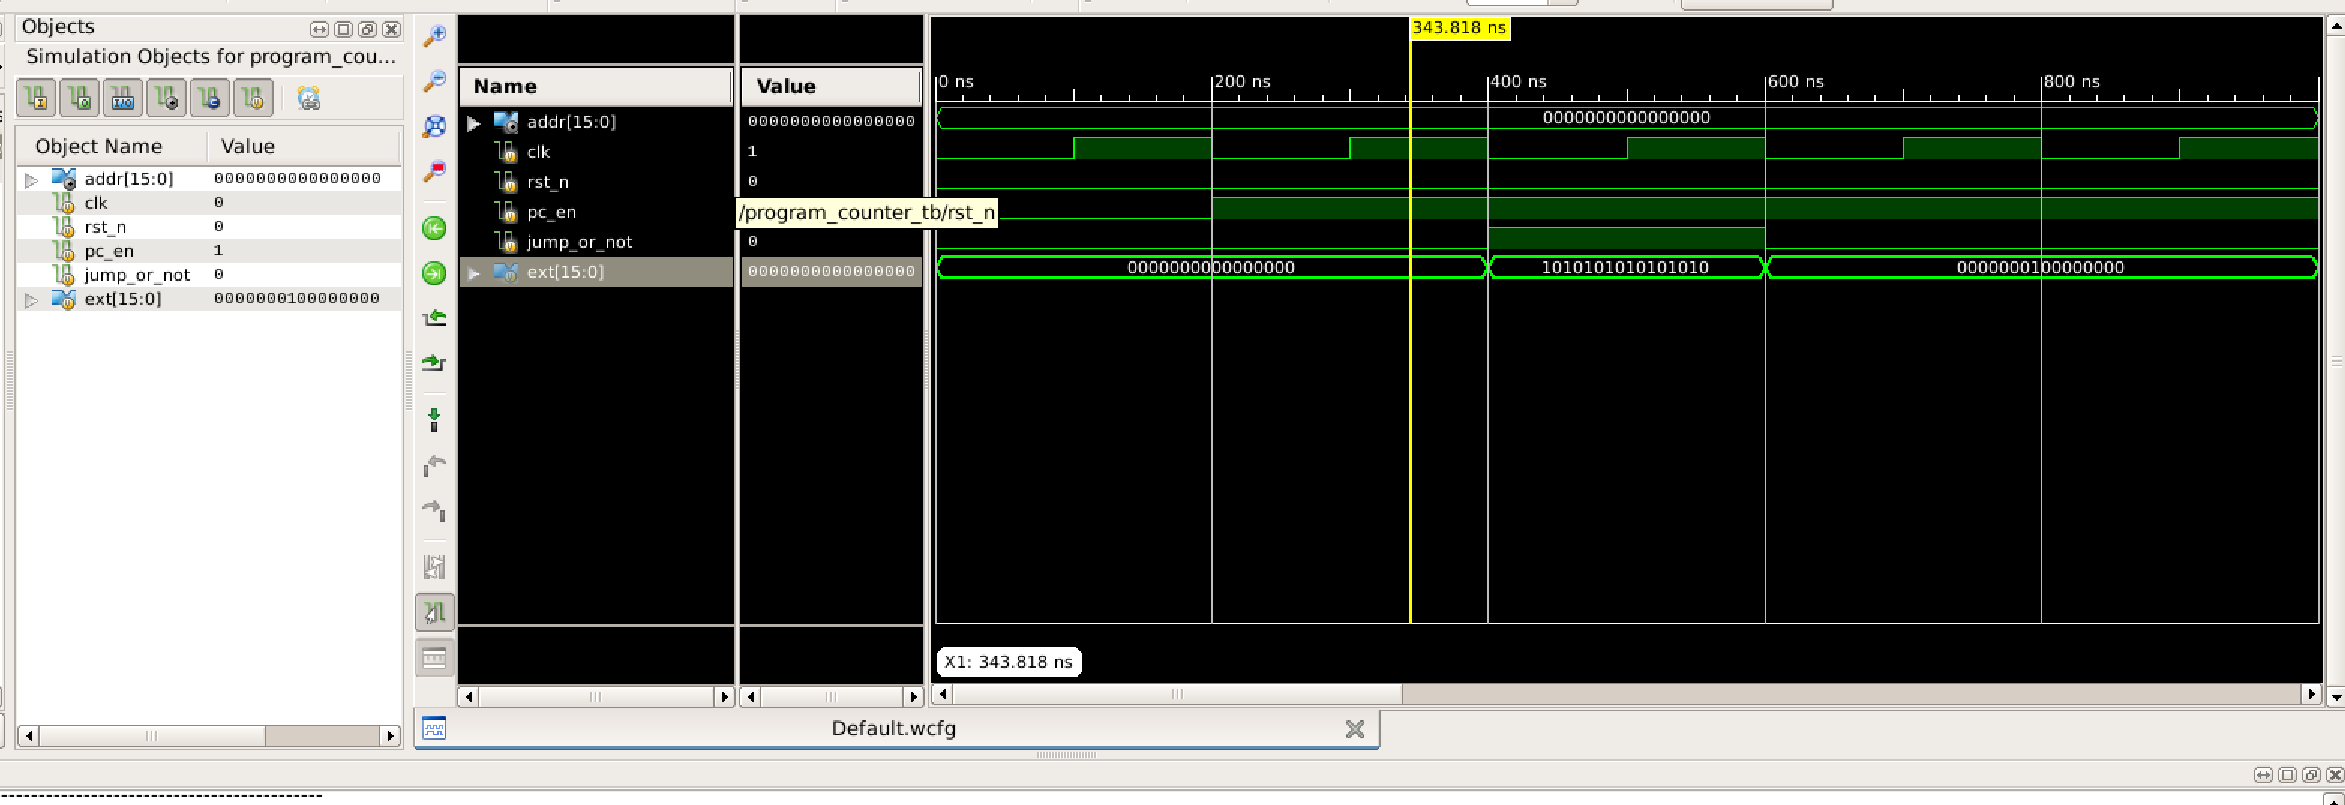 Objects
Simulation Objects for program_cou...
Object Name Value
addr[15:0] 0000000000000000
clk 0
rst_n 0
pc_en 1
jump_or_not 0
ext[15:0] 0000000100000000
Name Value
addr[15:0] 0000000000000000
clk 1
rst_n 0
pc_en
/program_counter_tb/rst_n
jump_or_not 0
ext[15:0] 0000000000000000
343.818 ns
0 ns 200 ns 400 ns 600 ns 800 ns
0000000000000000
0000000000000000 1010101010101010 0000000100000000
X1: 343.818 ns
Default.wcfg